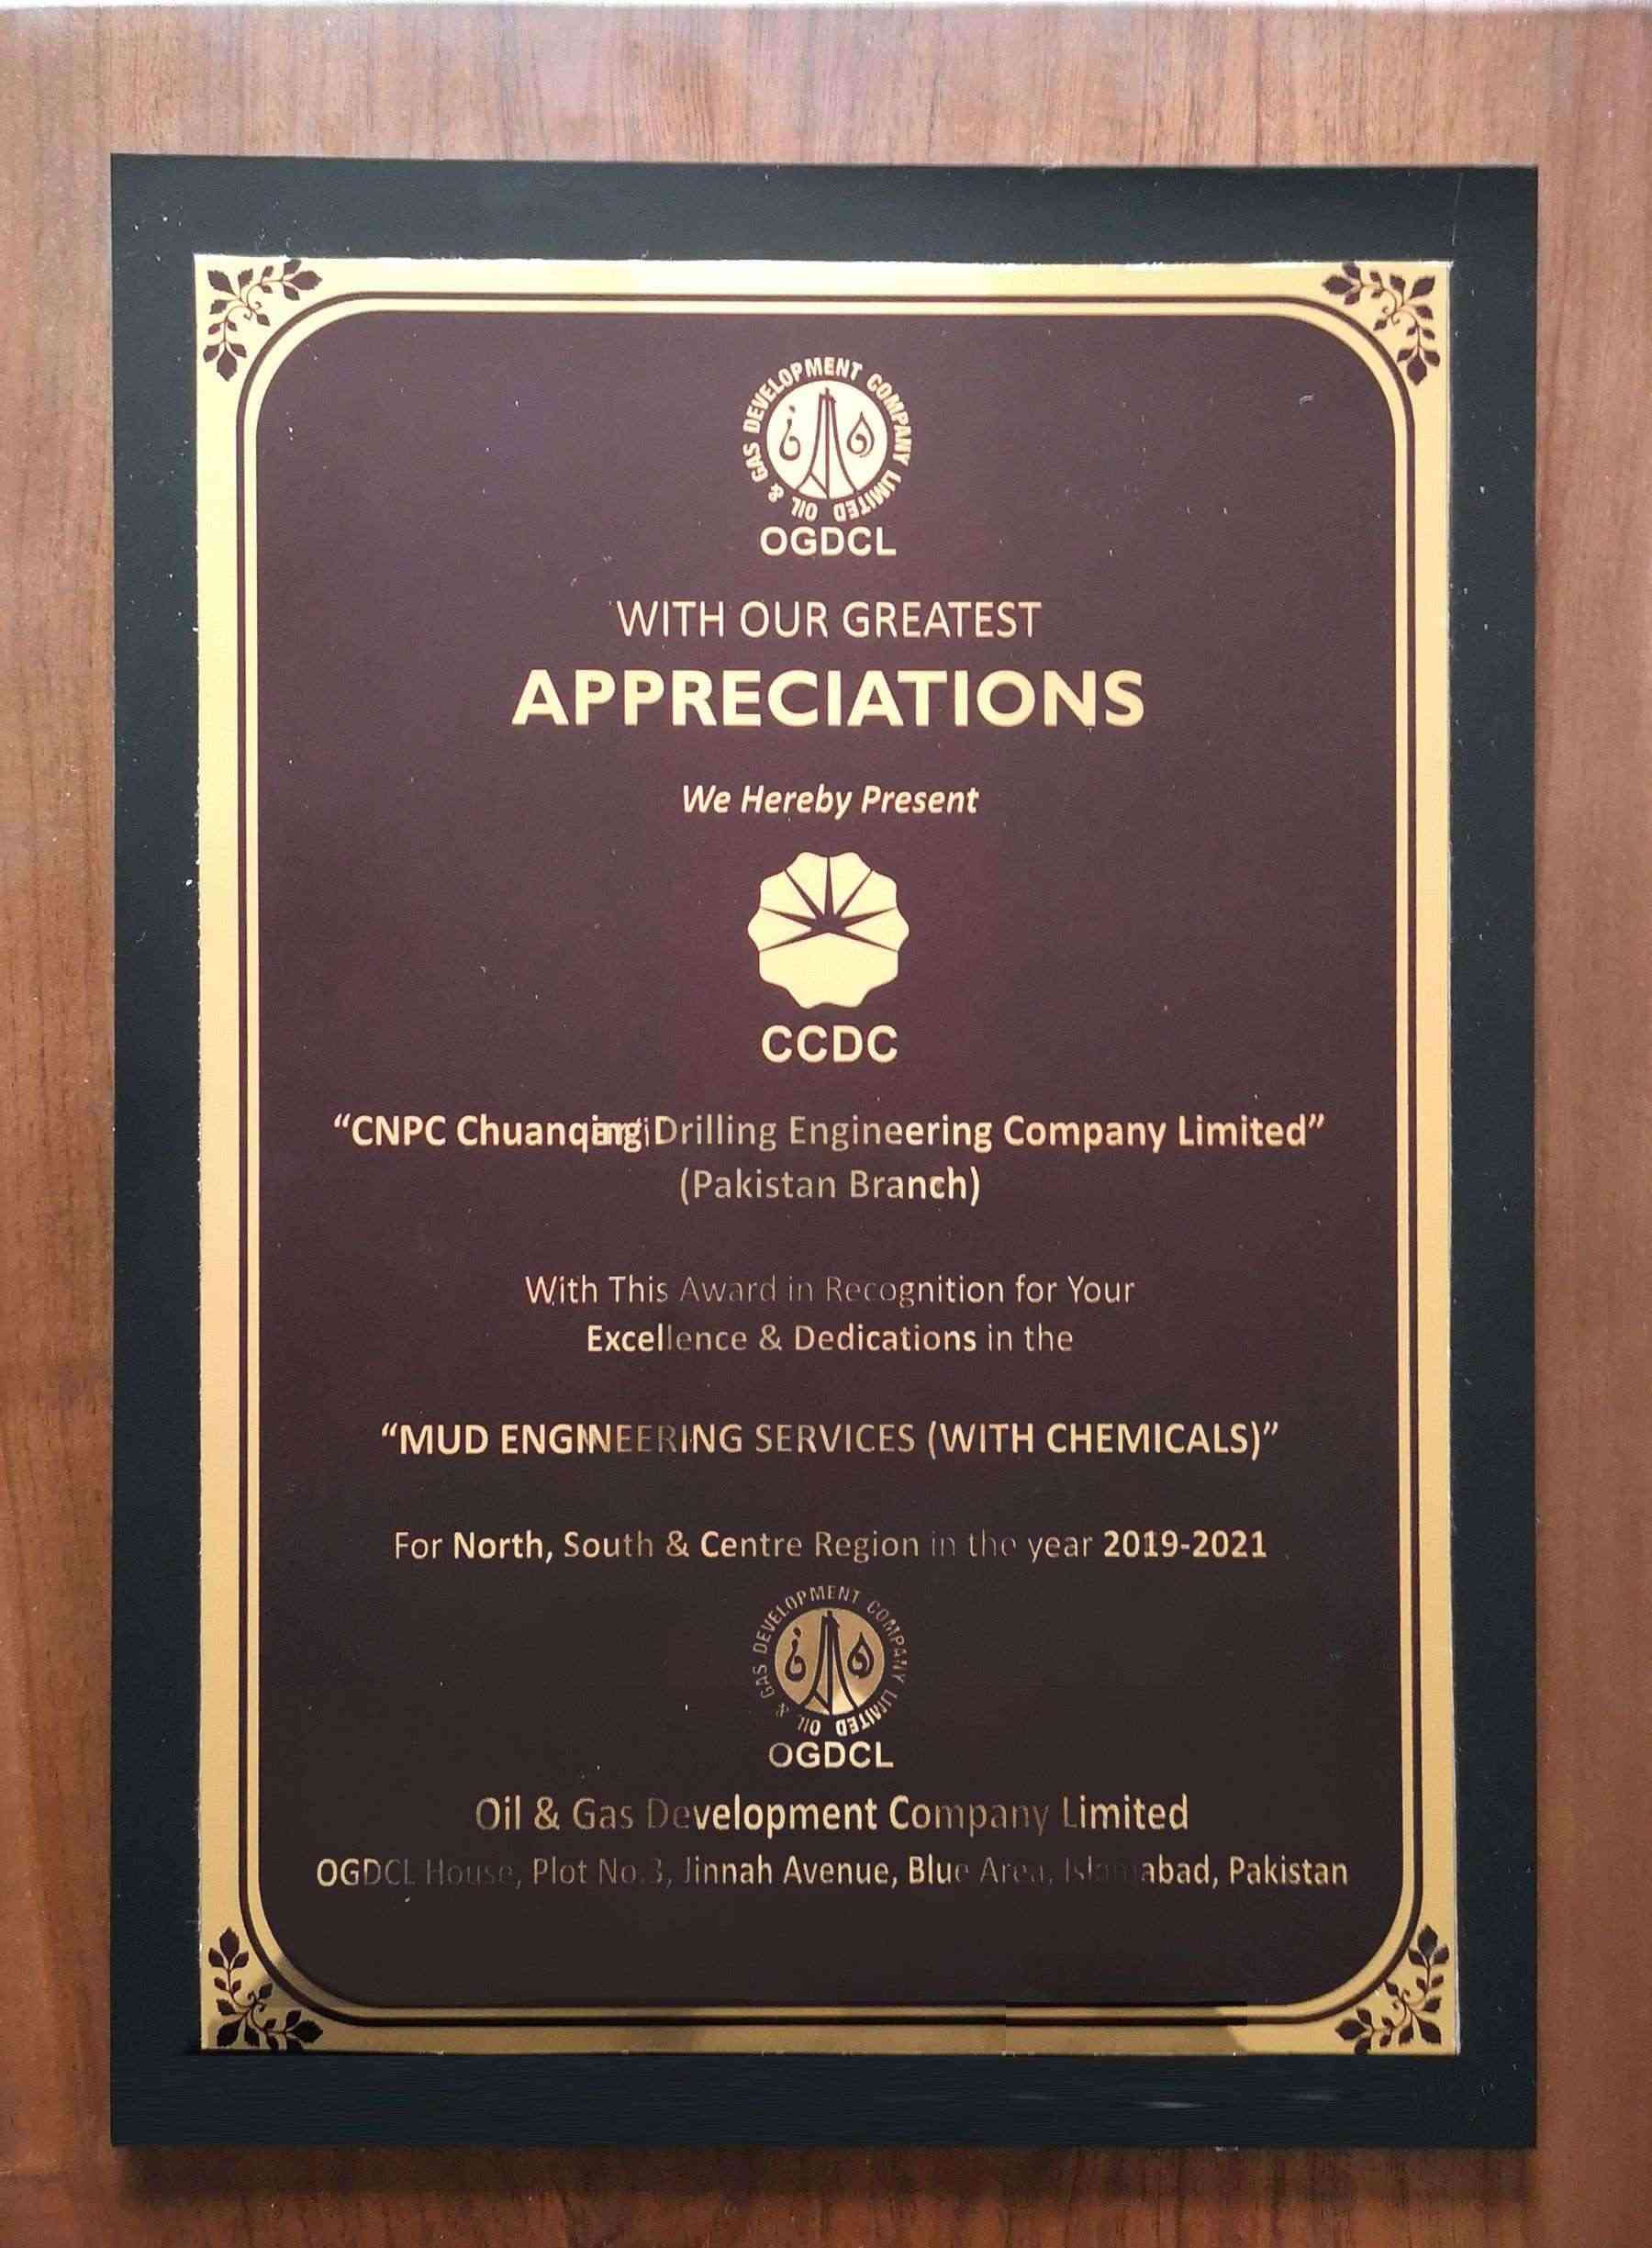 OIL & GAS DEVELOPMENT COMPANY LIMITED
OGDCL
WITH OUR GREATEST
APPRECIATIONS
We Hereby Present
CCDC
“CNPC Drilling Engineering Company Limited”
(Pakistan Branch)
With This Award in Recognition for Your
Excellence & Dedications in the
“MUD ENGINEERING SERVICES (WITH CHEMICALS)”
For North, South & Centre Region in the year 2019-2021
OIL & GAS DEVELOPMENT COMPANY LIMITED
OGDCL
Oil & Gas Development Company Limited
OGDCL House, Plot No.3, Jinnah Avenue, Blue Area, Islamabad, Pakistan